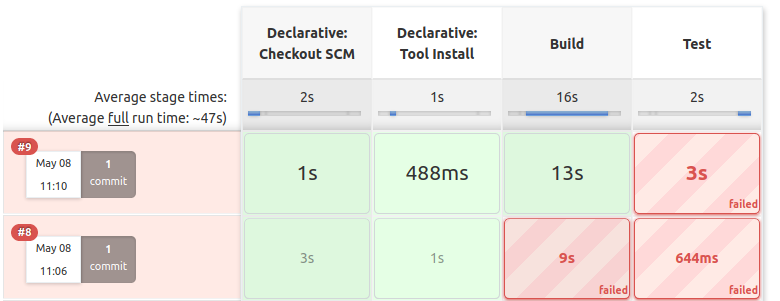 Declarative: Checkout SCM
Declarative: Tool Install
Build
Test
Average stage times:
(Average full run time: ~47s)
2s
1s
16s
2s
#9
May 08
11:10
1
commit
1s
488ms
13s
3s
failed
#8
May 08
11:06
1
commit
3s
1s
9s
failed
644ms
failed